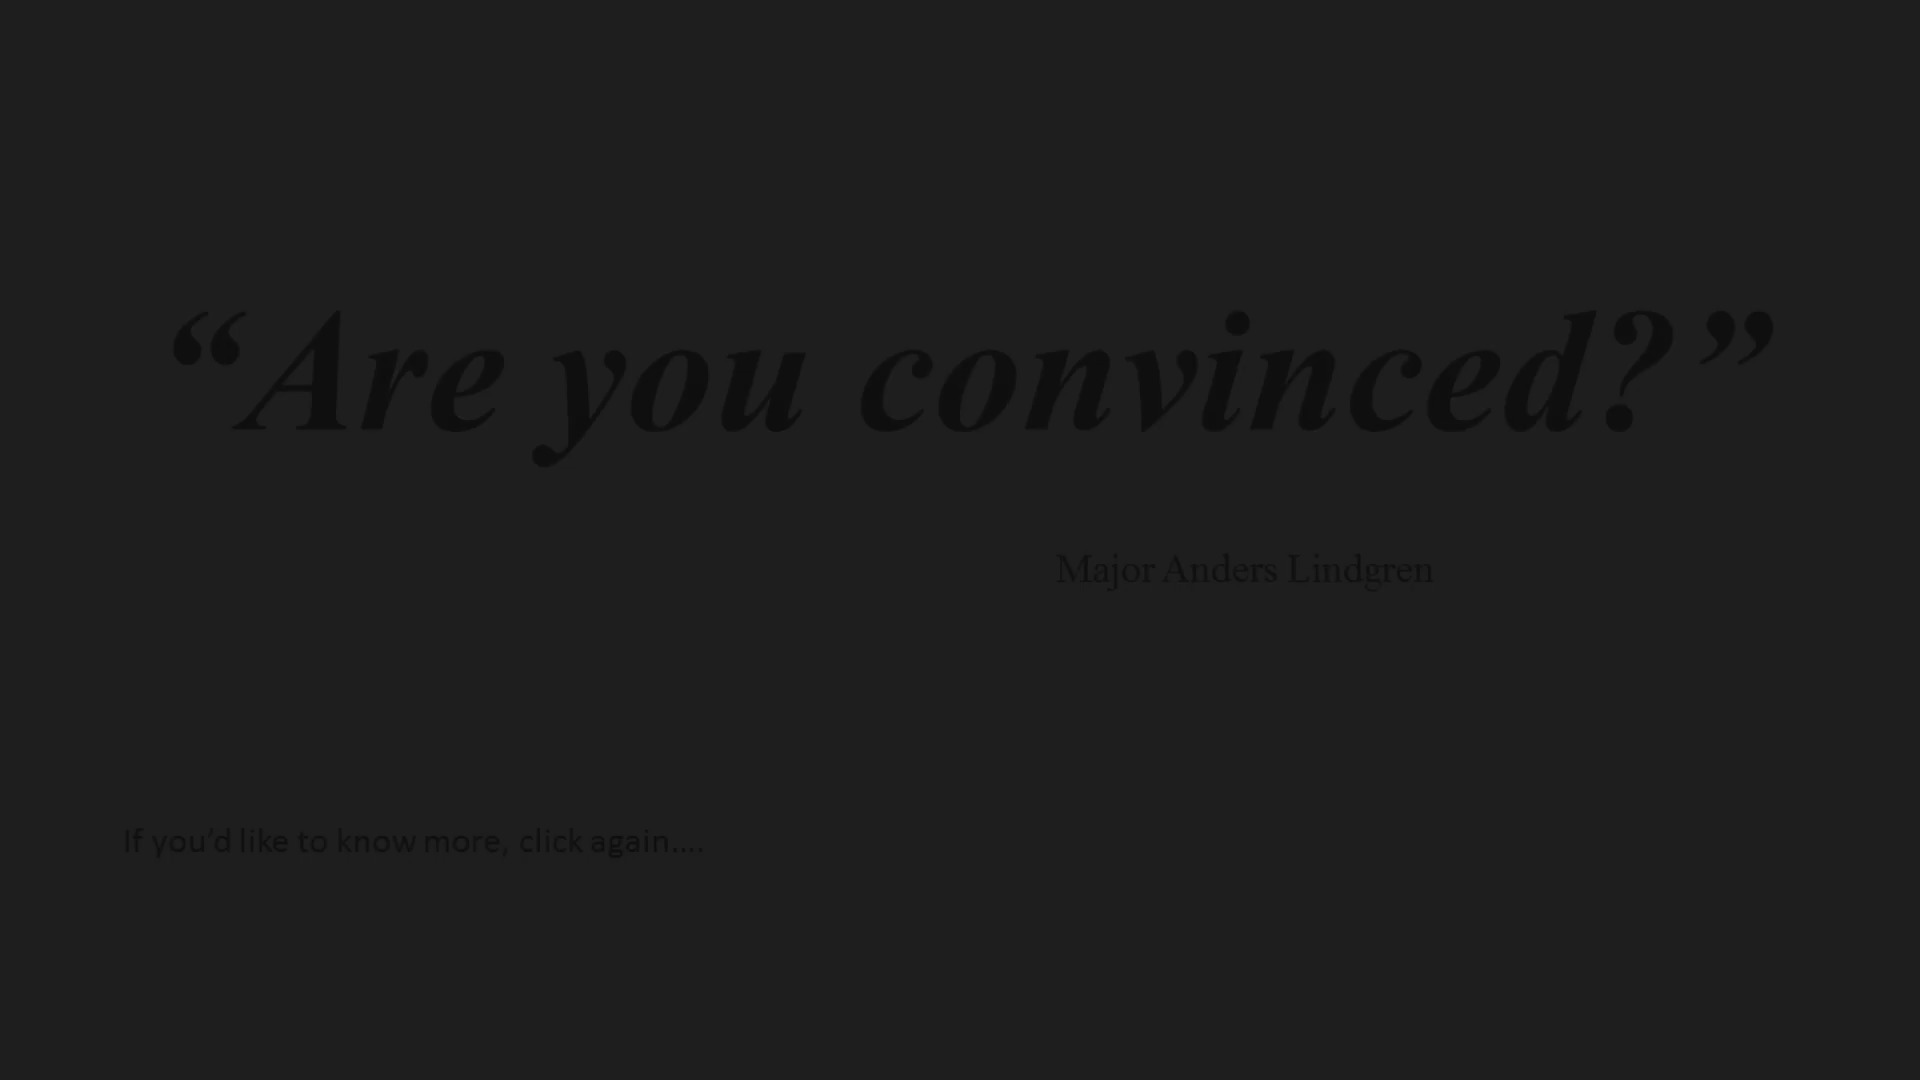 “Are you convinced?”
Major Anders Lindgren
If you’d like to know more, click again….